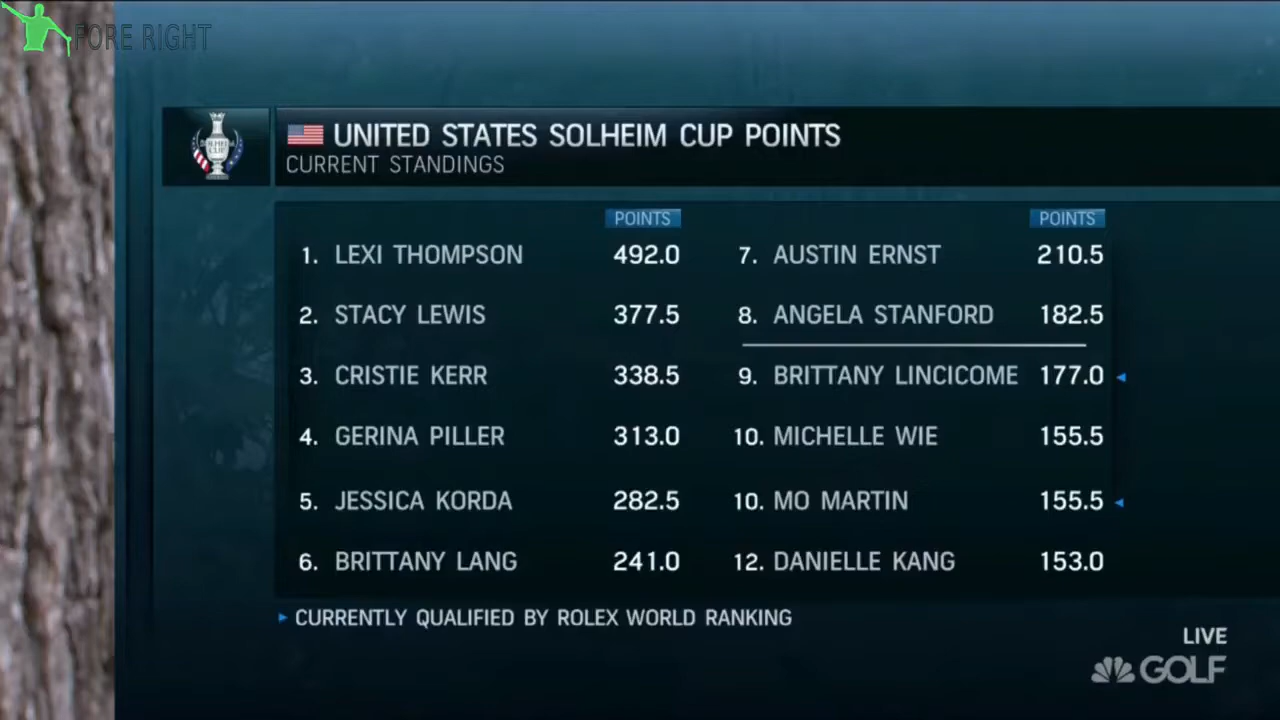 FORE RIGHT
SOLHEIM CUP
UNITED STATES SOLHEIM CUP POINTS
CURRENT STANDINGS
POINTS
1. LEXI THOMPSON 492.0
2. STACY LEWIS 377.5
3. CRISTIE KERR 338.5
4. GERINA PILLER 313.0
5. JESSICA KORDA 282.5
6. BRITTANY LANG 241.0
POINTS
7. AUSTIN ERNST 210.5
8. ANGELA STANFORD 182.5
9. BRITTANY LINCICOME 177.0
10. MICHELLE WIE 155.5
10. MO MARTIN 155.5
12. DANIELLE KANG 153.0
CURRENTLY QUALIFIED BY ROLEX WORLD RANKING
LIVE
GOLF